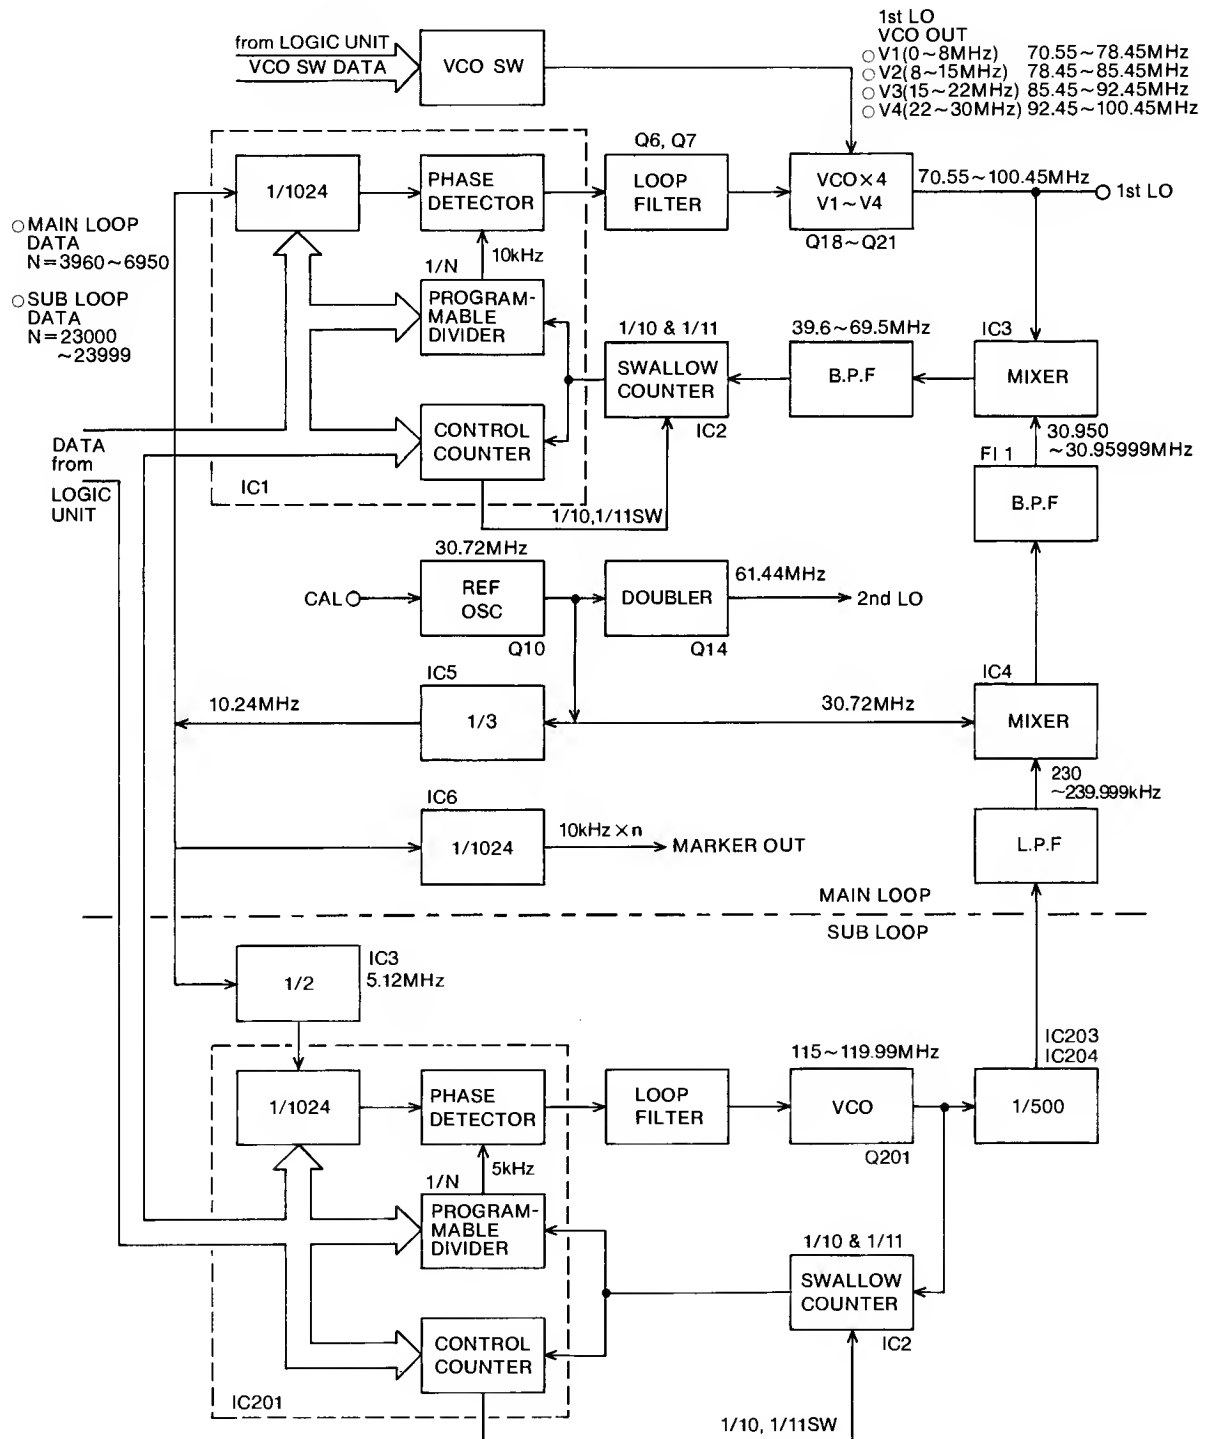 from LOGIC UNIT
VCO SW DATA
VCO SW
1st LO
VCO OUT
○ V1(0~8MHz) 70.55~78.45MHz
○ V2(8~15MHz) 78.45~85.45MHz
○ V3(15~22MHz) 85.45~92.45MHz
○ V4(22~30MHz) 92.45~100.45MHz
Q6, Q7
1/1024
PHASE
DETECTOR
LOOP
FILTER
VCO×4
V1~V4
70.55~100.45MHz
1st LO
Q18~Q21
○ MAIN LOOP
DATA
N=3960~6950
○ SUB LOOP
DATA
N=23000
~23999
1/N
10kHz
PROGRAM-
MABLE
DIVIDER
1/10 & 1/11
SWALLOW
COUNTER
IC2
39.6~69.5MHz
B.P.F
IC3
MIXER
30.950
~30.95999MHz
CONTROL
COUNTER
DATA
from
LOGIC
UNIT
IC1
1/10,1/11SW
FI 1
B.P.F
30.72MHz
CAL
REF
OSC
Q10
DOUBLER
Q14
61.44MHz
2nd LO
IC5
10.24MHz
1/3
30.72MHz
IC4
MIXER
230
~239.999kHz
IC6
1/1024
10kHz×n
MARKER OUT
L.P.F
MAIN LOOP
SUB LOOP
1/2
IC3
5.12MHz
IC203
IC204
115~119.99MHz
1/1024
PHASE
DETECTOR
LOOP
FILTER
VCO
Q201
1/500
1/N
5kHz
PROGRAM-
MABLE
DIVIDER
1/10 & 1/11
SWALLOW
COUNTER
IC2
CONTROL
COUNTER
IC201
1/10, 1/11SW